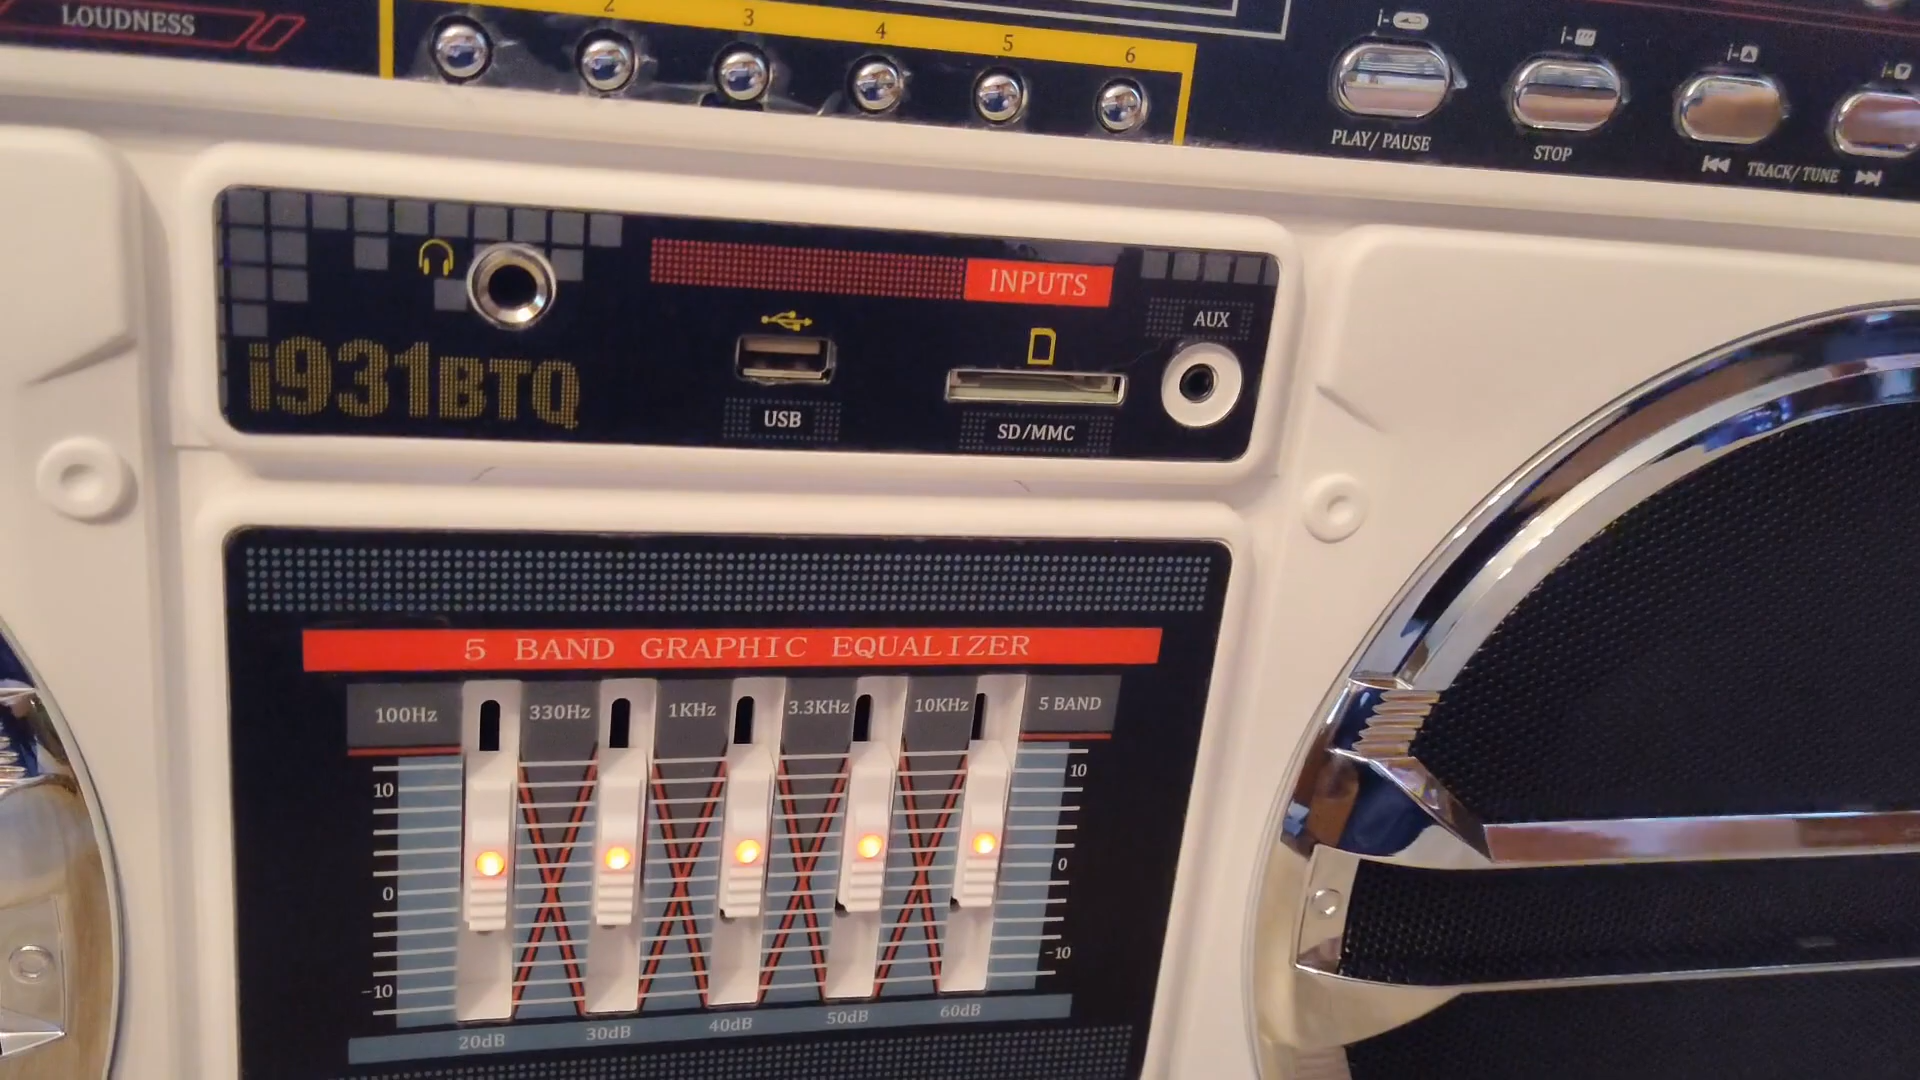 LOUDNESS
2 3 4 5 6
i- i- i- i-
PLAY/ PAUSE
STOP
TRACK/ TUNE
INPUTS
AUX
i931BTQ
USB
SD/MMC
5 BAND GRAPHIC EQUALIZER
100Hz 330Hz 1KHz 3.3KHz 10KHz 5 BAND
10 10
0 0
-10 -10
20dB 30dB 40dB 50dB 60dB